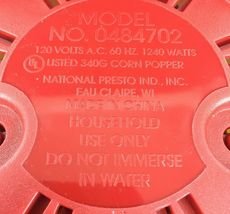 MODEL
NO. 0484702
120 VOLTS A.C. 60 HZ. 1240 WATTS
UL LISTED 340G CORN POPPER
NATIONAL PRESTO IND., INC.
EAU CLAIRE, WI
MADE IN CHINA
HOUSEHOLD
USE ONLY
DO NOT IMMERSE
IN WATER